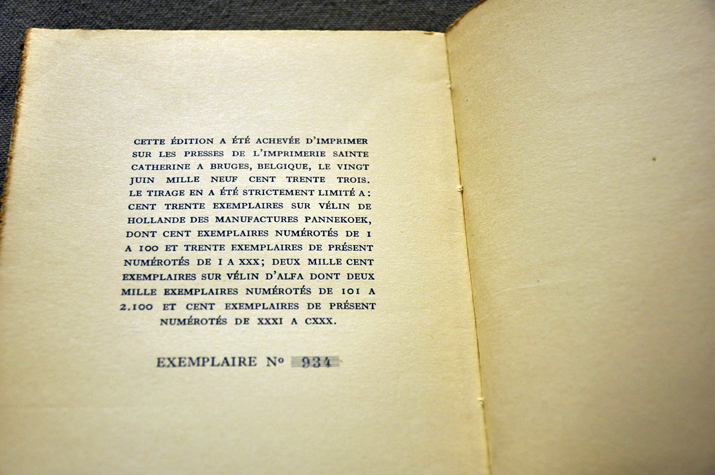 CETTE ÉDITION A ÉTÉ ACHEVÉE D'IMPRIMER
SUR LES PRESSES DE L'IMPRIMERIE SAINTE
CATHERINE A BRUGES, BELGIQUE, LE VINGT
JUIN MILLE NEUF CENT TRENTE TROIS.
LE TIRAGE EN A ÉTÉ STRICTEMENT LIMITÉ A :
CENT TRENTE EXEMPLAIRES SUR VÉLIN DE
HOLLANDE DES MANUFACTURES PANNEKOEK,
DONT CENT EXEMPLAIRES NUMÉROTÉS DE 1
A 100 ET TRENTE EXEMPLAIRES DE PRÉSENT
NUMÉROTÉS DE I A XXX; DEUX MILLE CENT
EXEMPLAIRES SUR VÉLIN D'ALFA DONT DEUX
MILLE EXEMPLAIRES NUMÉROTÉS DE 101 A
2.100 ET CENT EXEMPLAIRES DE PRÉSENT
NUMÉROTÉS DE XXXI A CXXX.
EXEMPLAIRE Nº 934